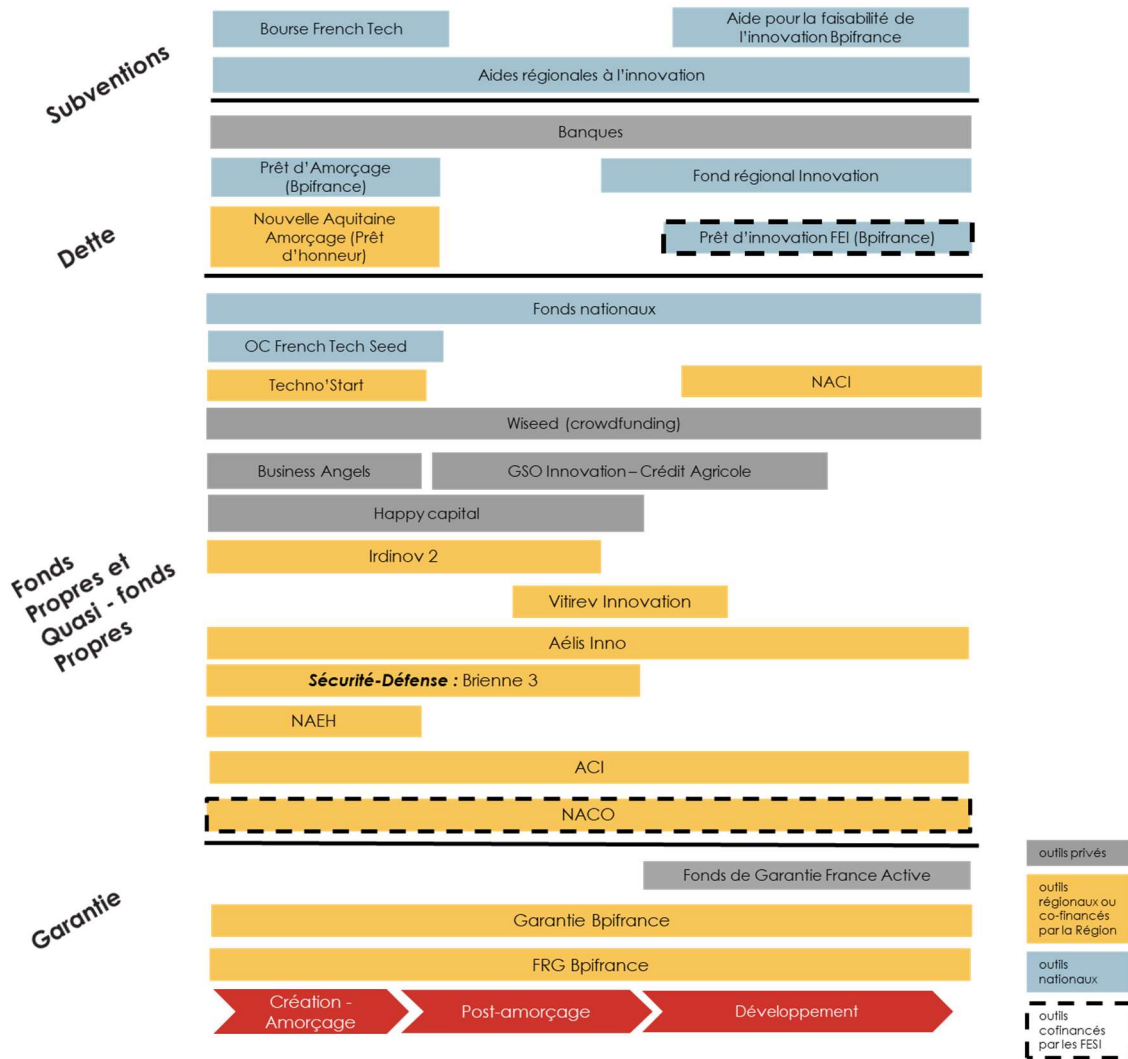 Subventions
Bourse French Tech
Aide pour la faisabilité de
l'innovation Bpifrance
Aides régionales à l'innovation
Dette
Banques
Prêt d'Amorçage
(Bpifrance)
Fond régional Innovation
Nouvelle Aquitaine
Amorçage (Prêt
d'honneur)
Prêt d'innovation FEI (Bpifrance)
Fonds
Propres et
Quasi - fonds
Propres
Fonds nationaux
OC French Tech Seed
Techno'Start
NACI
Wiseed (crowdfunding)
Business Angels
GSO Innovation – Crédit Agricole
Happy capital
Irdinov 2
Vitirev Innovation
Aélis Inno
Sécurité-Défense : Brienne 3
NAEH
ACI
NACO
Garantie
Fonds de Garantie France Active
Garantie Bpifrance
FRG Bpifrance
Création -
Amorçage
Post-amorçage
Développement
outils privés
outils
régionaux ou
co-financés
par la Région
outils
nationaux
outils
cofinancés
par les FESI